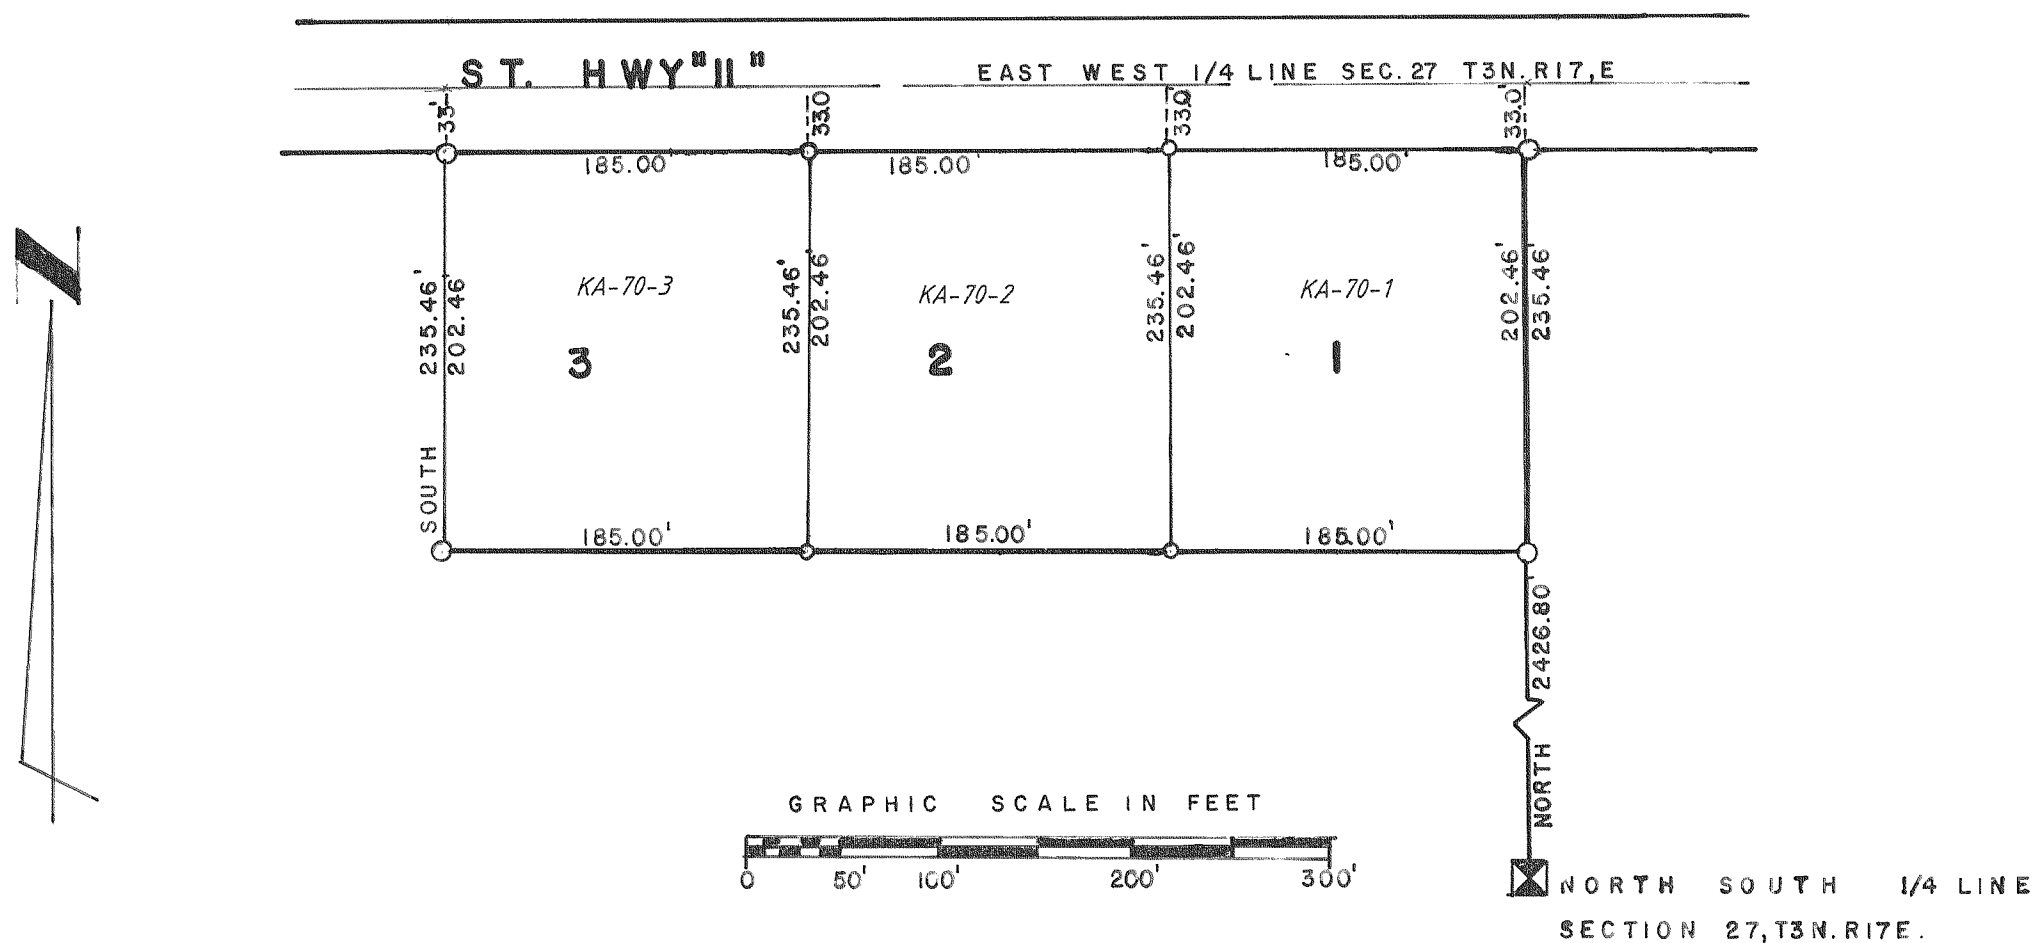 ST. HWY "11"
EAST WEST 1/4 LINE SEC. 27 T3N. R17, E
33'
33.0
33.0'
33.0'
185.00'
185.00'
185.00'
235.46'
202.46'
235.46'
202.46'
235.46'
202.46'
202.46'
235.46'
KA-70-3
KA-70-2
KA-70-1
3
2
1
SOUTH
185.00'
185.00'
185.00'
2426.80'
NORTH
GRAPHIC SCALE IN FEET
0 50' 100' 200' 300'
NORTH SOUTH 1/4 LINE
SECTION 27, T3N. R17E.